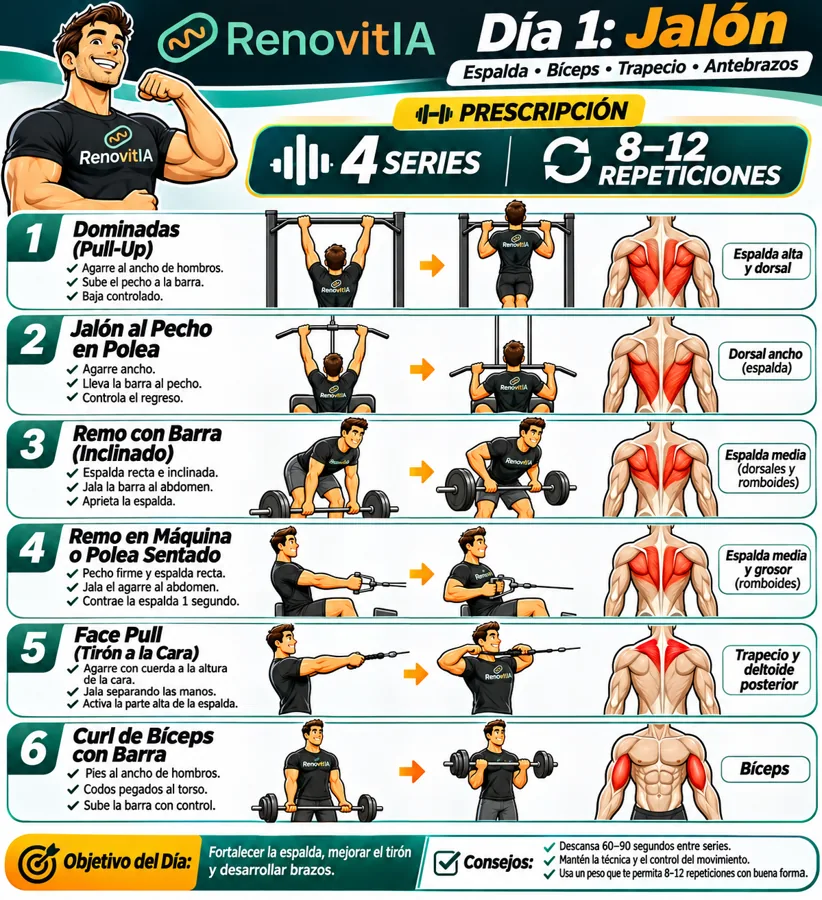 RenovitIA
Día 1: Jalón
Espalda • Bíceps • Trapecio • Antebrazos
RenovitIA
PRESCRIPCIÓN
4 SERIES
8–12
REPETICIONES
1
Dominadas
(Pull-Up)
✓ Agarre al ancho de hombros.
✓ Sube el pecho a la barra.
✓ Baja controlado.
RenovitIA
RenovitIA
Espalda alta
y dorsal
2
Jalón al Pecho
en Polea
✓ Agarre ancho.
✓ Lleva la barra al pecho.
✓ Controla el regreso.
RenovitIA
RenovitIA
Dorsal ancho
(espalda)
3
Remo con Barra
(Inclinado)
✓ Espalda recta e inclinada.
✓ Jala la barra al abdomen.
✓ Aprieta la espalda.
RenovitIA
Espalda media
(dorsales y
romboides)
4
Remo en Máquina
o Polea Sentado
✓ Pecho firme y espalda recta.
✓ Jala el agarre al abdomen.
✓ Contrae la espalda 1 segundo.
RenovitIA
Espalda media
y grosor
(romboides)
5
Face Pull
(Tirón a la Cara)
✓ Agarre con cuerda a la altura
de la cara.
✓ Jala separando las manos.
✓ Activa la parte alta de la espalda.
RenovitIA
Trapecio y
deltoide
posterior
6
Curl de Bíceps
con Barra
✓ Pies al ancho de hombros.
✓ Codos pegados al torso.
✓ Sube la barra con control.
RenovitIA
RenovitIA
Bíceps
Objetivo del Día:
Fortalecer la espalda, mejorar el tirón
y desarrollar brazos.
Consejos:
✓ Descansa 60–90 segundos entre series.
✓ Mantén la técnica y el control del movimiento.
✓ Usa un peso que te permita 8–12 repeticiones con buena forma.